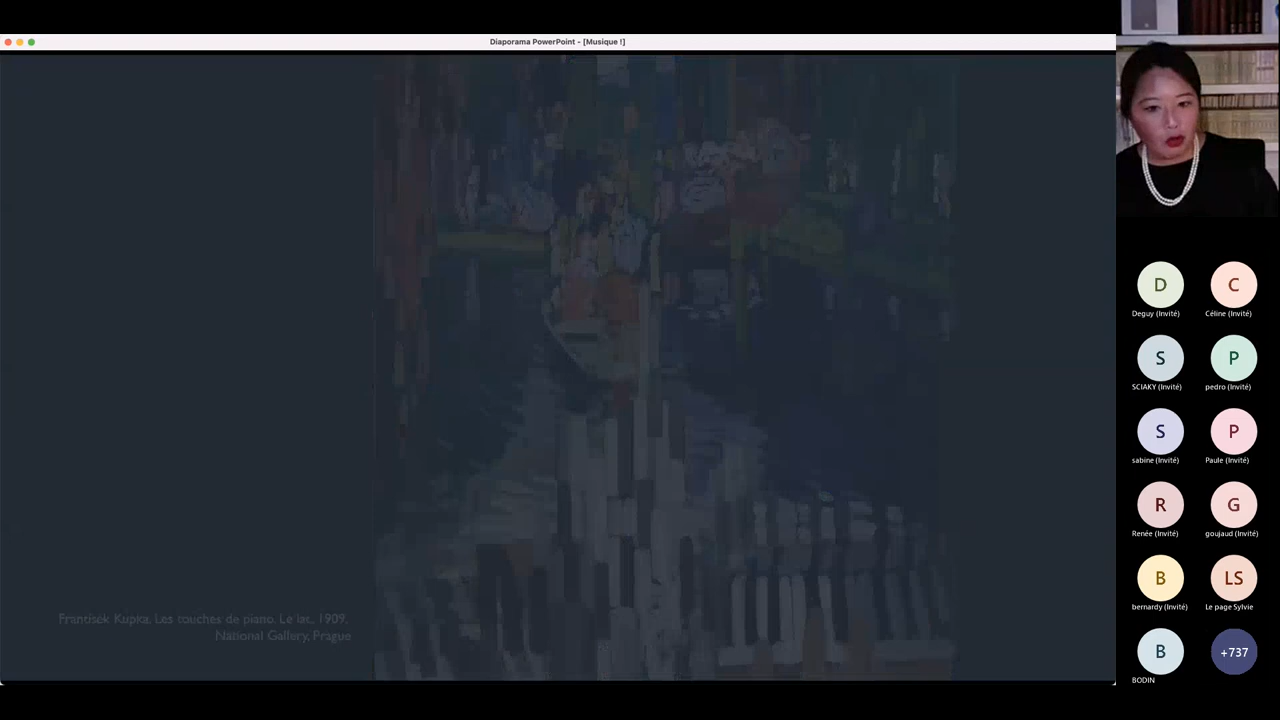 Diaporama PowerPoint - [Musique !]
Frantisek Kupka, Les touches de piano. Le lac, 1909.
National Gallery, Prague
D
C
Deguy (Invité)
Céline (Invité)
S
P
SCIAKY (Invité)
pedro (Invité)
S
P
sabine (Invité)
Paule (Invité)
R
G
Renée (Invité)
goujaud (Invité)
B
LS
bernardy (Invité)
Le page Sylvie
B
+737
BODIN